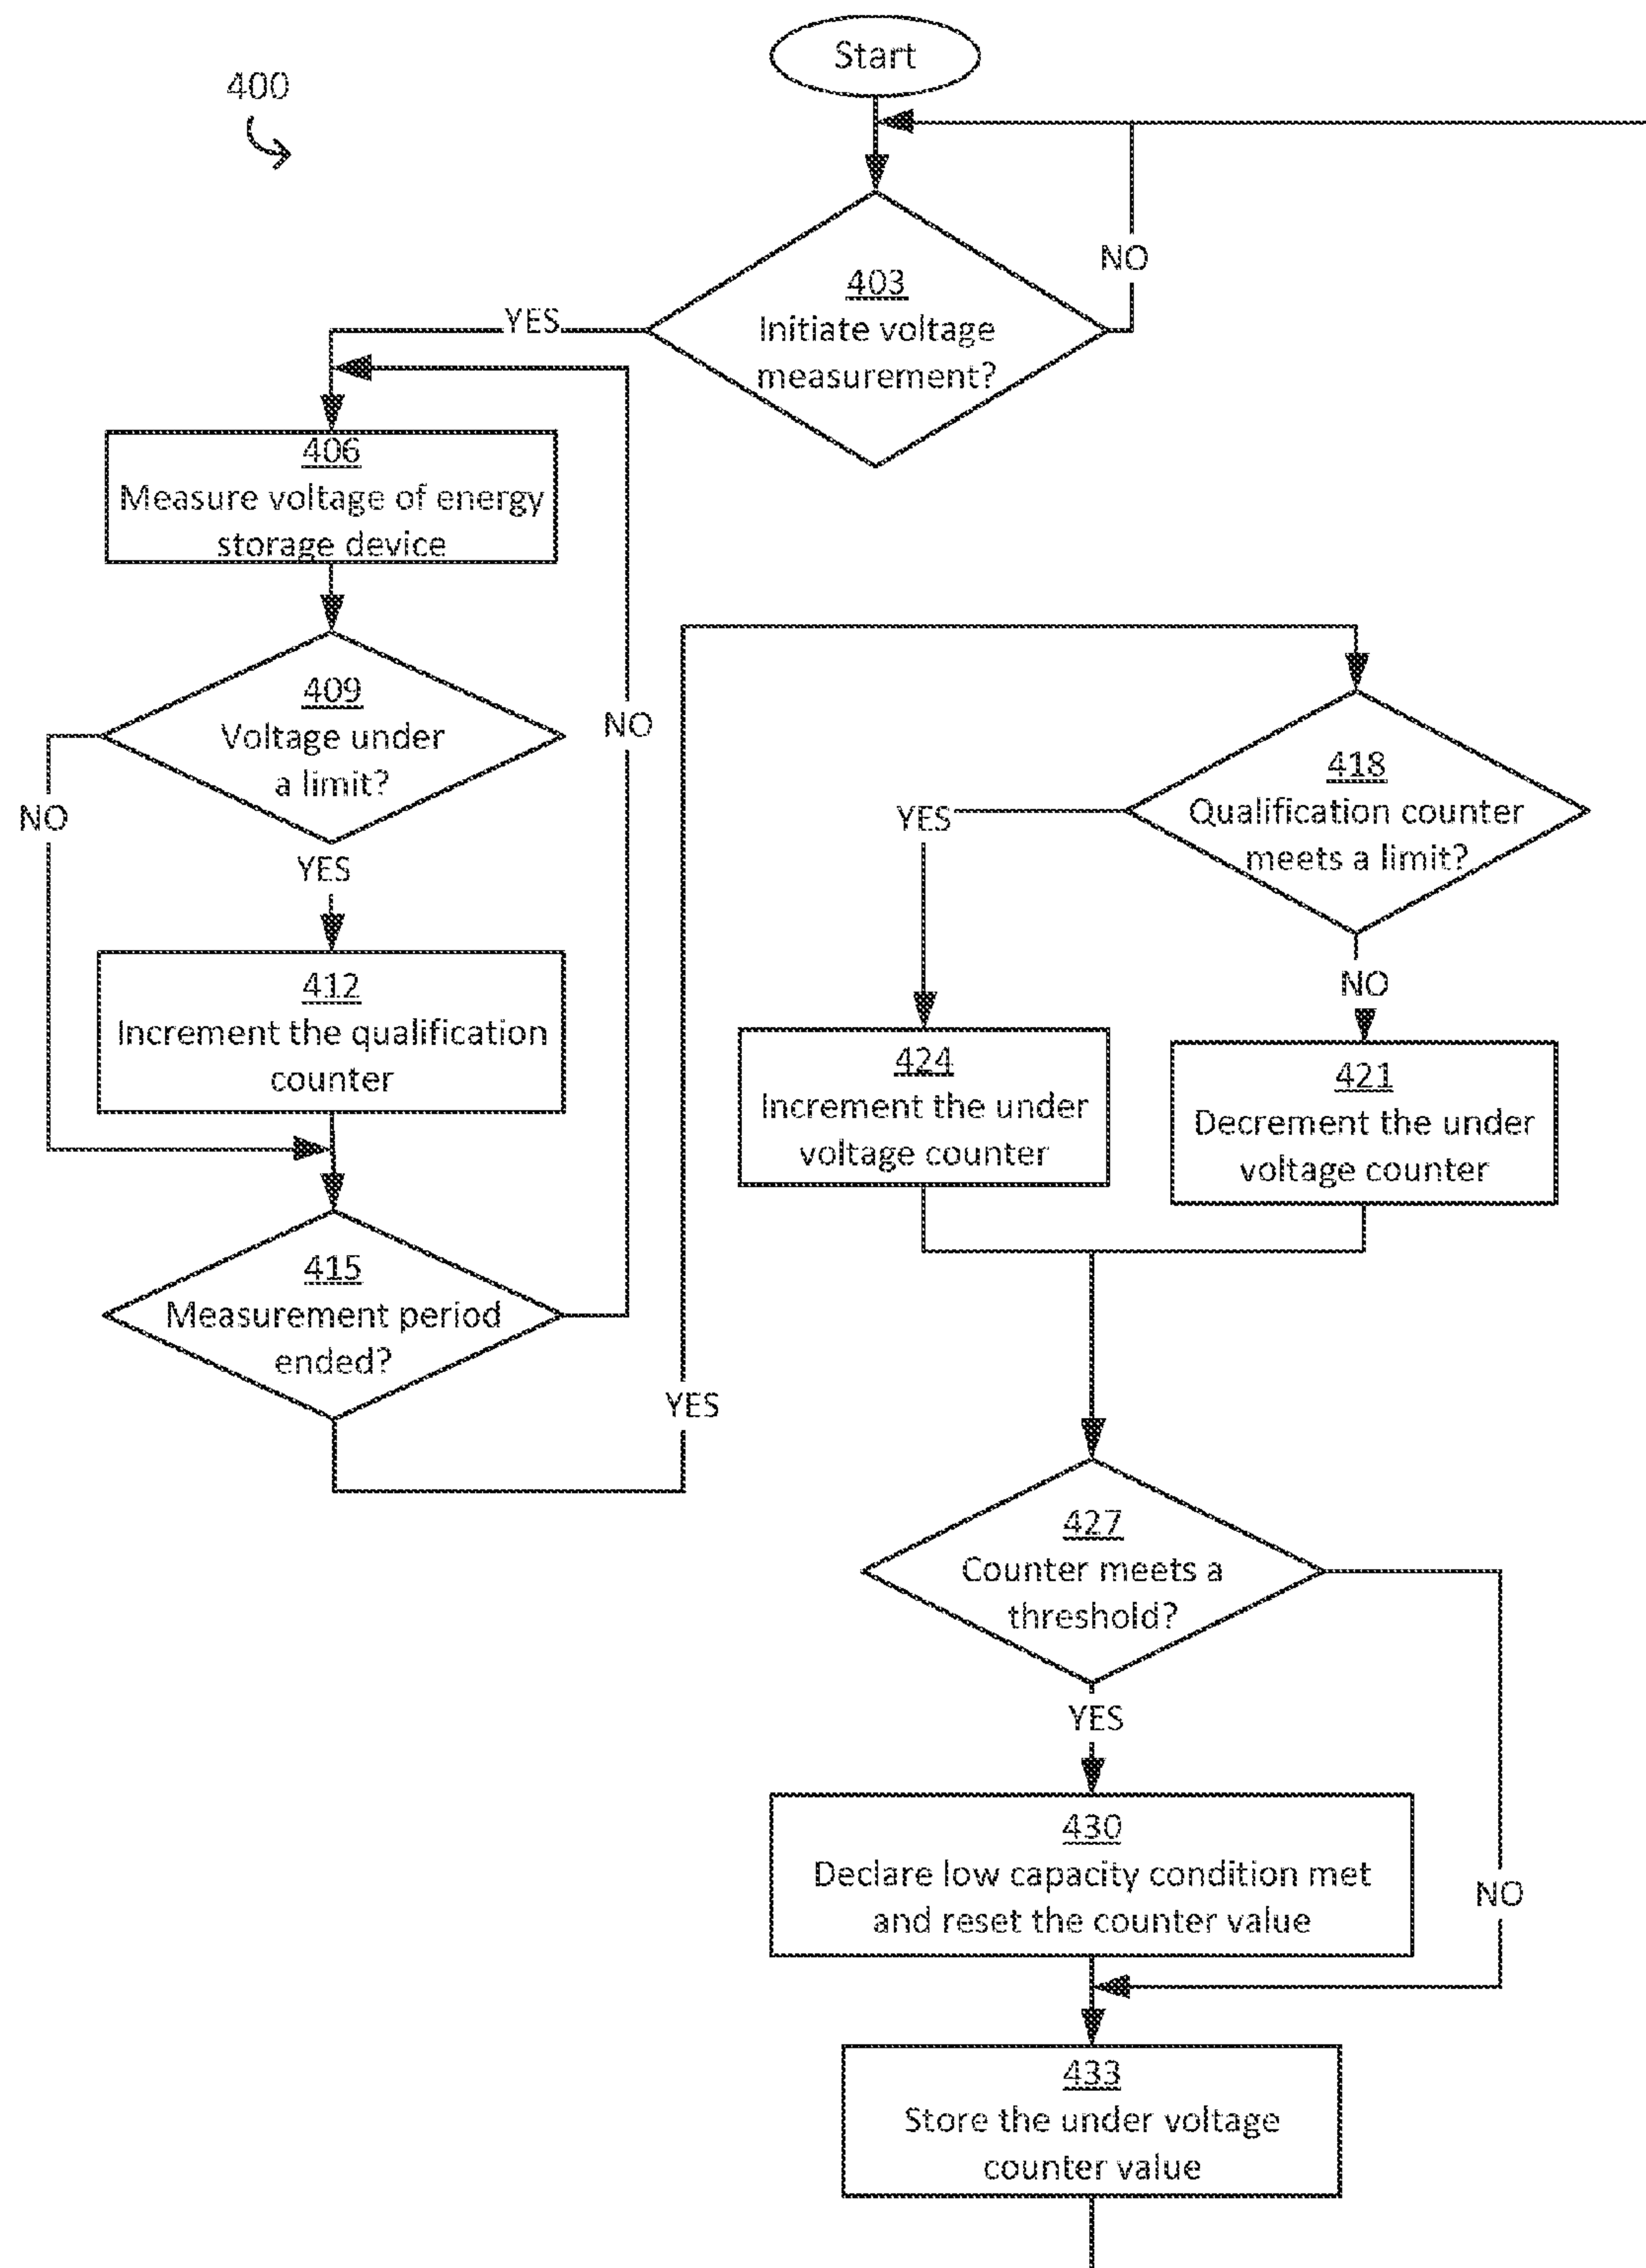 Start
400
NO
403
Initiate voltage
measurement?
YES
406
Measure voltage of energy
storage device
409
Voltage under
a limit?
NO
NO
YES
412
Increment the qualification
counter
415
Measurement period
ended?
YES
418
Qualification counter
meets a limit?
YES
NO
424
Increment the under
voltage counter
421
Decrement the under
voltage counter
427
Counter meets a
threshold?
YES
430
Declare low capacity condition met
and reset the counter value
NO
433
Store the under voltage
counter value